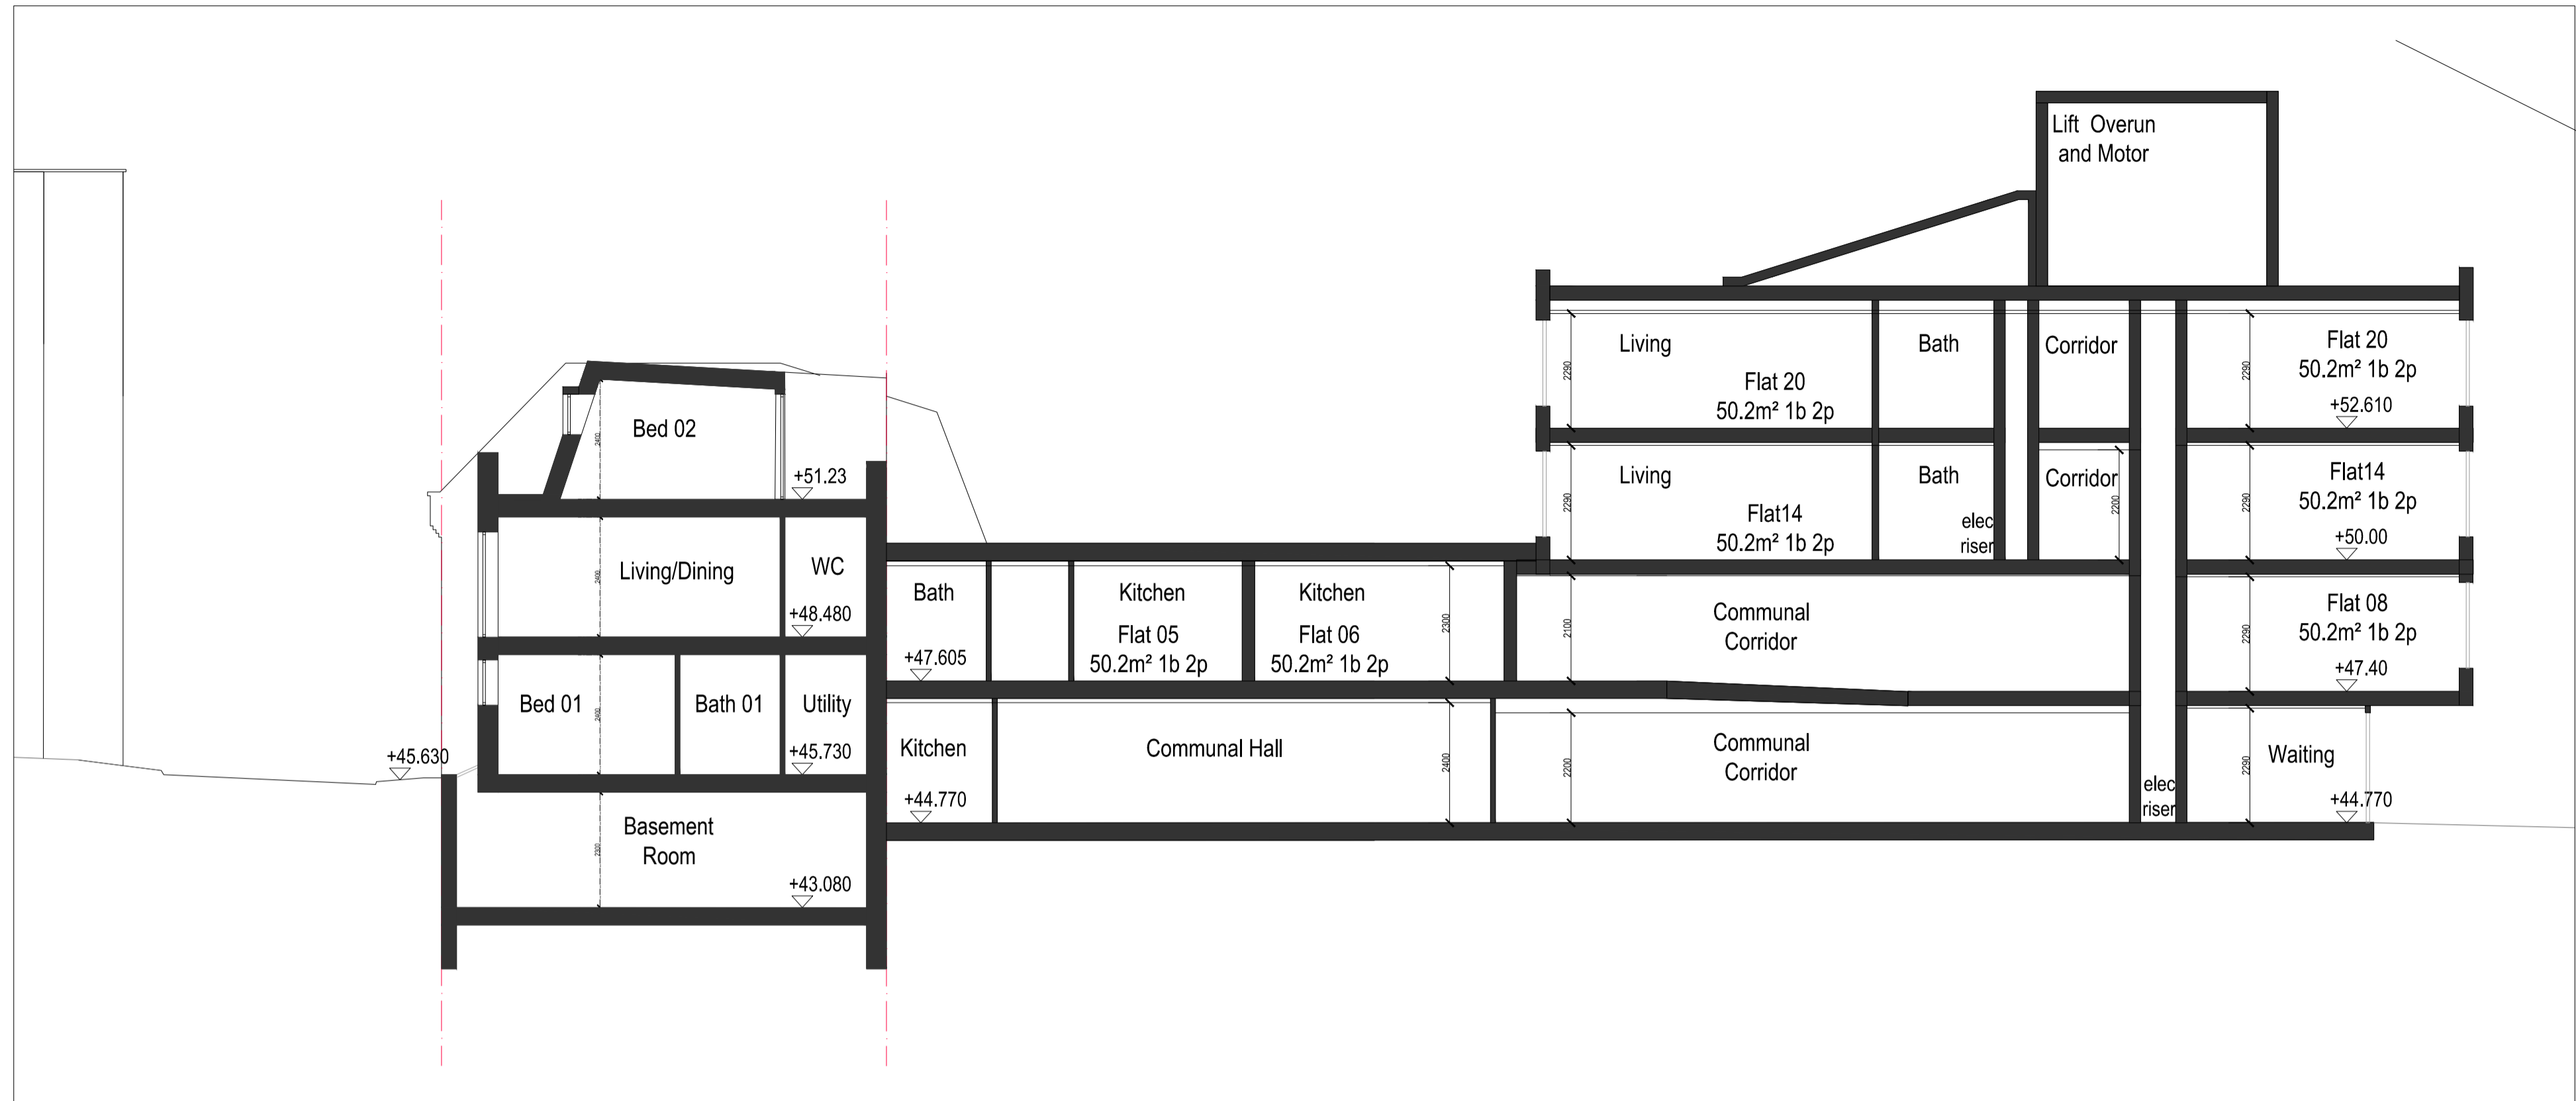 Lift Overun
and Motor
Living
Flat 20
50.2m² 1b 2p
Bath
Corridor
Flat 20
50.2m² 1b 2p
+52.610
2290
2290
Living
Flat14
50.2m² 1b 2p
Bath
elec
riser
Corridor
2200
Flat14
50.2m² 1b 2p
+50.00
2290
2290
Bed 02
2400
+51.23
Living/Dining
2400
WC
+48.480
Bath
+47.605
Kitchen
Flat 05
50.2m² 1b 2p
Kitchen
Flat 06
50.2m² 1b 2p
2300
2100
Communal
Corridor
2290
Flat 08
50.2m² 1b 2p
+47.40
+45.630
Bed 01
2400
Bath 01
Utility
+45.730
Kitchen
+44.770
Communal Hall
2400
2200
Communal
Corridor
elec
riser
2290
Waiting
+44.770
Basement
Room
2300
+43.080